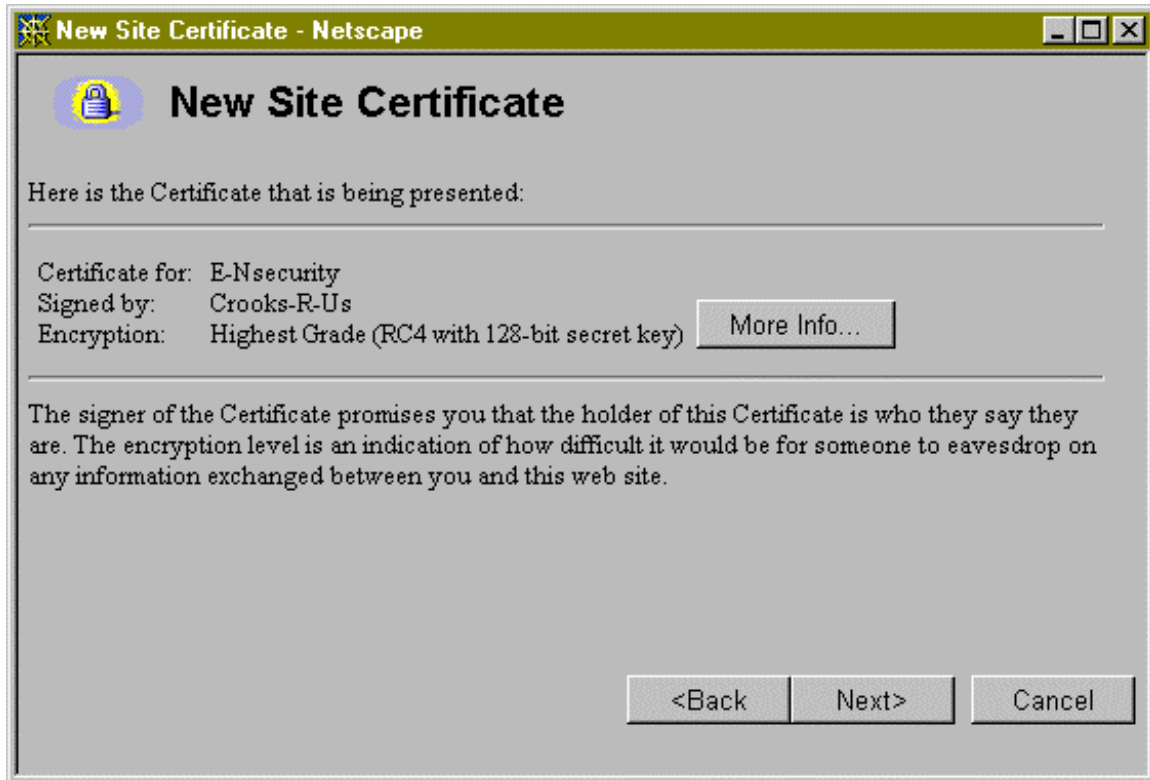 New Site Certificate - Netscape
New Site Certificate
Here is the Certificate that is being presented:
Certificate for: E-Nsecurity
Signed by: Crooks-R-Us
Encryption: Highest Grade (RC4 with 128-bit secret key)
More Info...
The signer of the Certificate promises you that the holder of this Certificate is who they say they
are. The encryption level is an indication of how difficult it would be for someone to eavesdrop on
any information exchanged between you and this web site.
<Back Next> Cancel